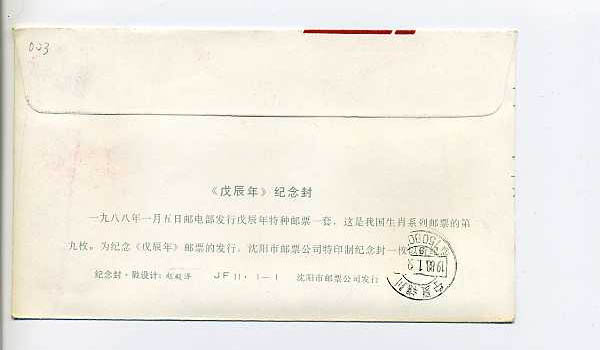 003
《戊辰年》纪念封
一九八八年一月五日邮电部发行戊辰年特种邮票一套，这是我国生肖系列邮票的第
九枚。为纪念《戊辰年》邮票的发行，沈阳市邮票公司特印制纪念封一枚
纪念封·戳设计： JF11·1—1 沈阳市邮票公司发行